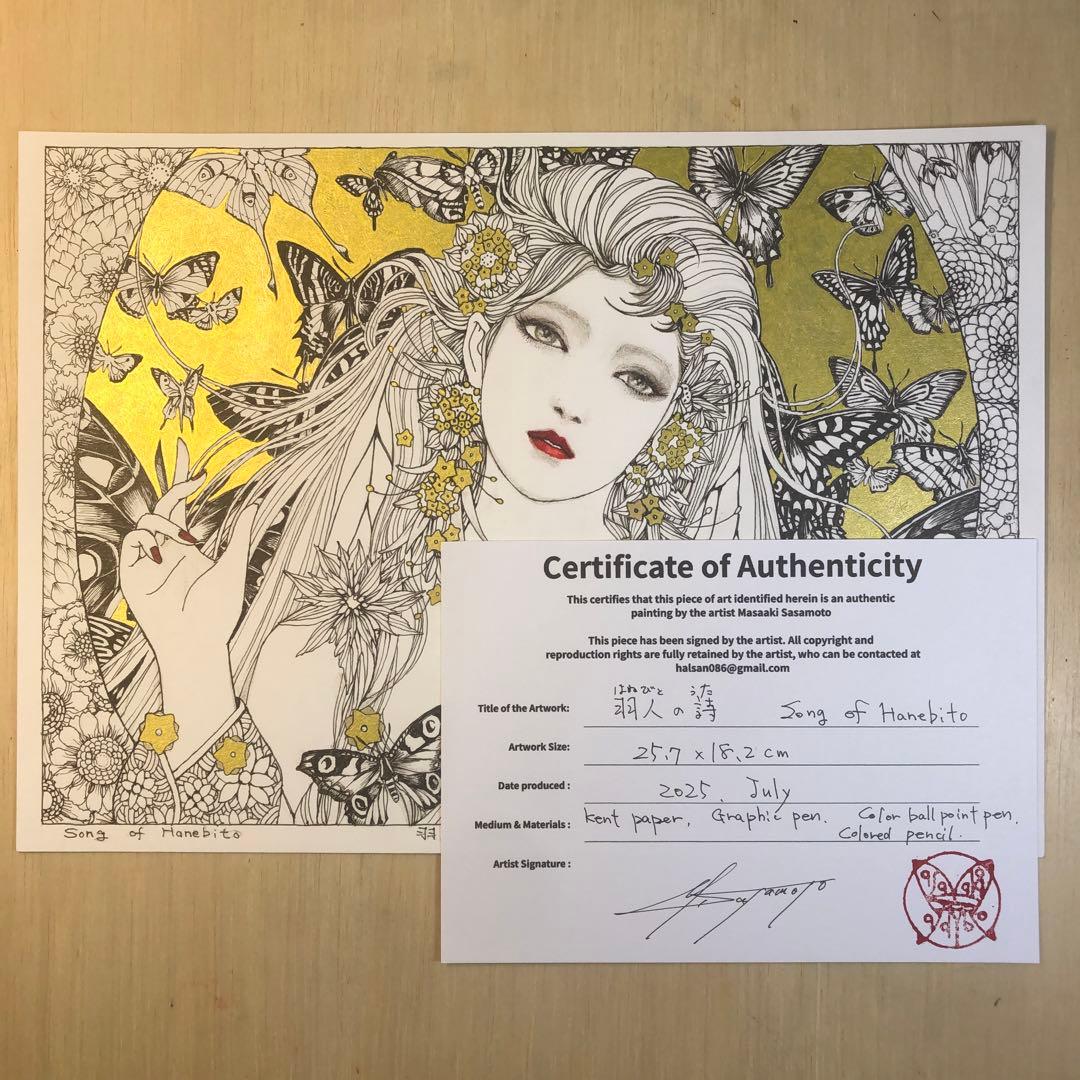 Song of Hanebito
羽
Certificate of Authenticity
This certifies that this piece of art identified herein is an authentic
painting by the artist Masaaki Sasamoto
This piece has been signed by the artist. All copyright and
reproduction rights are fully retained by the artist, who can be contacted at
halsan086@gmail.com
はねびと うた
Title of the Artwork: 羽人の詩 Song of Hanebito
Artwork Size: 25.7 x 18.2 cm
Date produced : 2025. July
Medium & Materials : Kent paper, Graphic pen. Color ball point pen.
Colored pencil.
Artist Signature : M. Sasamoto